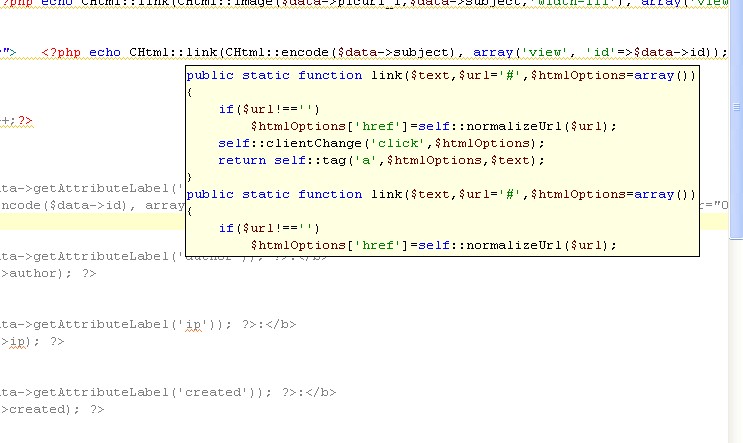 ?php echo CHtml::link(CHtml::image($data->picurl_1,$data->subject,'width=111'), array('view
">   <?php echo CHtml::link(CHtml::encode($data->subject), array('view', 'id'=>$data->id));
public static function link($text,$url='#',$htmlOptions=array())
{
if($url!=='')
$htmlOptions['href']=self::normalizeUrl($url);
++;?>
self::clientChange('click',$htmlOptions);
return self::tag('a',$htmlOptions,$text);
}
ta->getAttributeLabel('
public static function link($text,$url='#',$htmlOptions=array())
ncode($data->id), array
="0
{
if($url!=='')
$htmlOptions['href']=self::normalizeUrl($url);
ta->getAttributeLabel('author')); ?>:</b>
>author); ?>
ta->getAttributeLabel('ip')); ?>:</b>
>ip); ?>
ta->getAttributeLabel('created')); ?>:</b>
>created); ?>